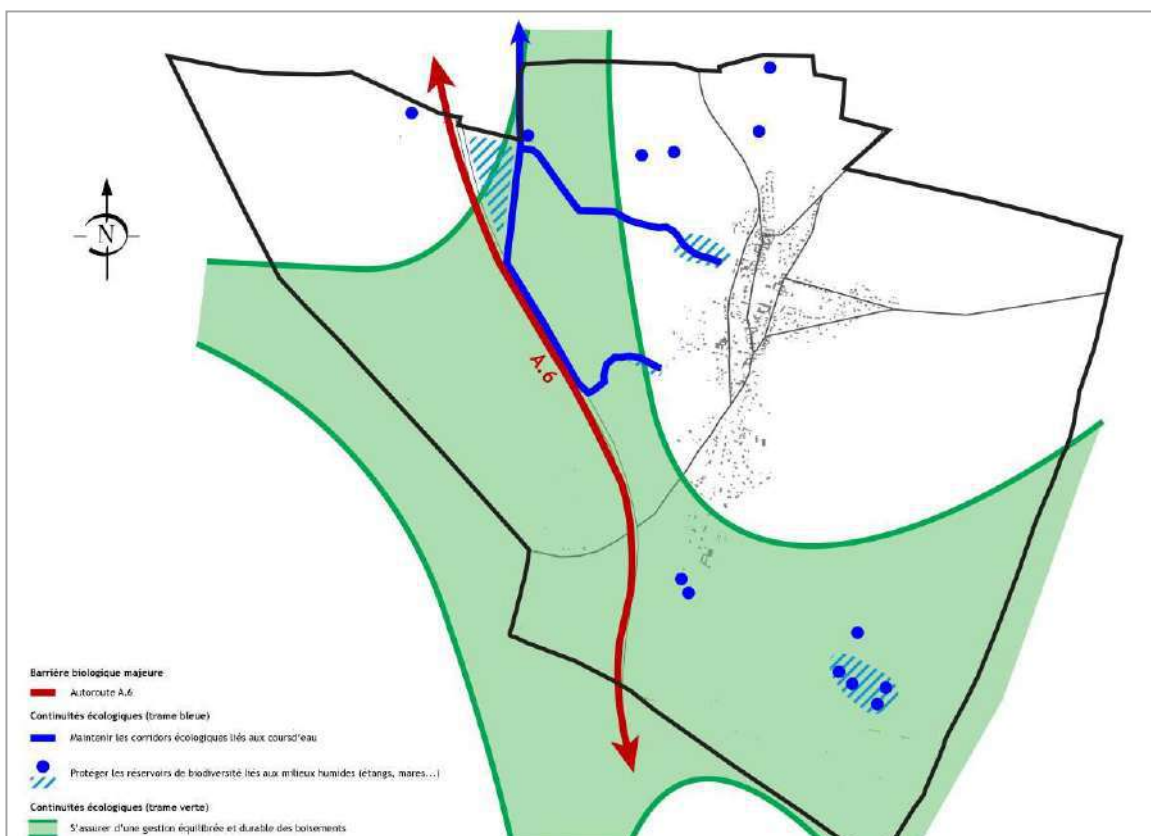 N
A.6
Barrière biologique majeure
Autoroute A.6
Continuités écologiques (trame bleue)
Maintenir les corridors écologiques liés aux coursd'eau
Protéger les réservoirs de biodiversité liés aux milieux humides (étangs, mares...)
Continuités écologiques (trame verte)
S'assurer d'une gestion équilibrée et durable des boisements